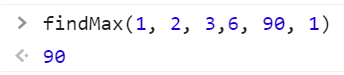 > findMax(1, 2, 3,6, 90, 1)
90